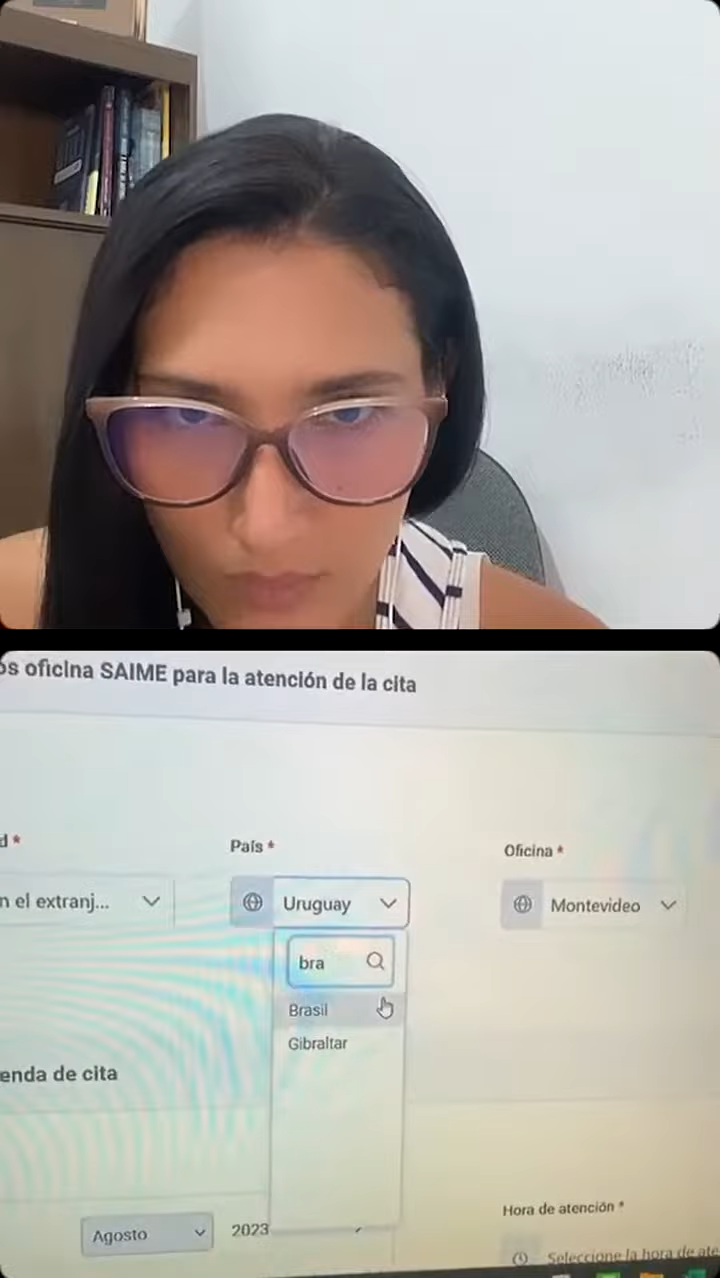 os oficina SAIME para la atención de la cita
d *
País *
Oficina *
n el extranj...
Uruguay
Montevideo
bra
Brasil
Gibraltar
enda de cita
Hora de atención *
Agosto
2023
Seleccione la hora de ate